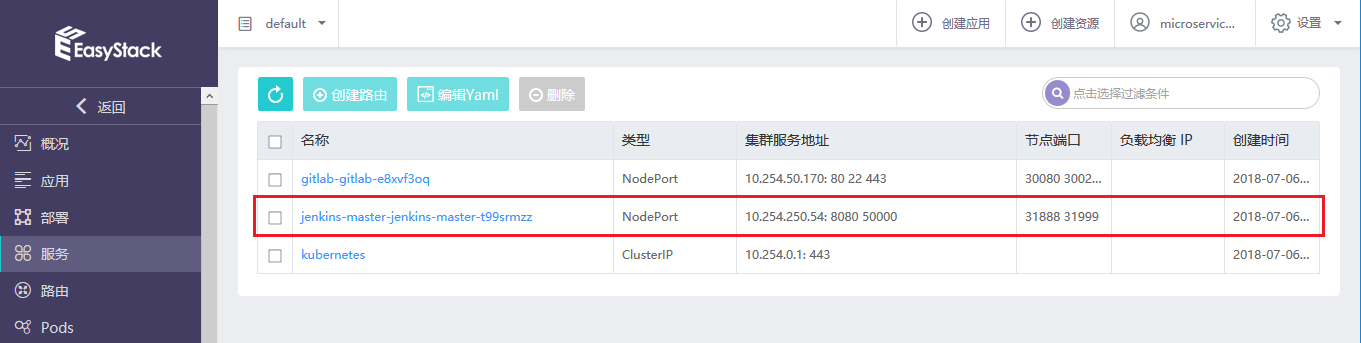 EasyStack
default
创建应用
创建资源
microservic...
设置
返回
概况
应用
部署
服务
路由
Pods
创建路由
编辑Yaml
删除
点击选择过滤条件
名称 类型 集群服务地址 节点端口 负载均衡 IP 创建时间
gitlab-gitlab-e8xvf3oq NodePort 10.254.50.170: 80 22 443 30080 3002... 2018-07-06...
jenkins-master-jenkins-master-t99srmzz NodePort 10.254.250.54: 8080 50000 31888 31999 2018-07-06...
kubernetes ClusterIP 10.254.0.1: 443 2018-07-06...